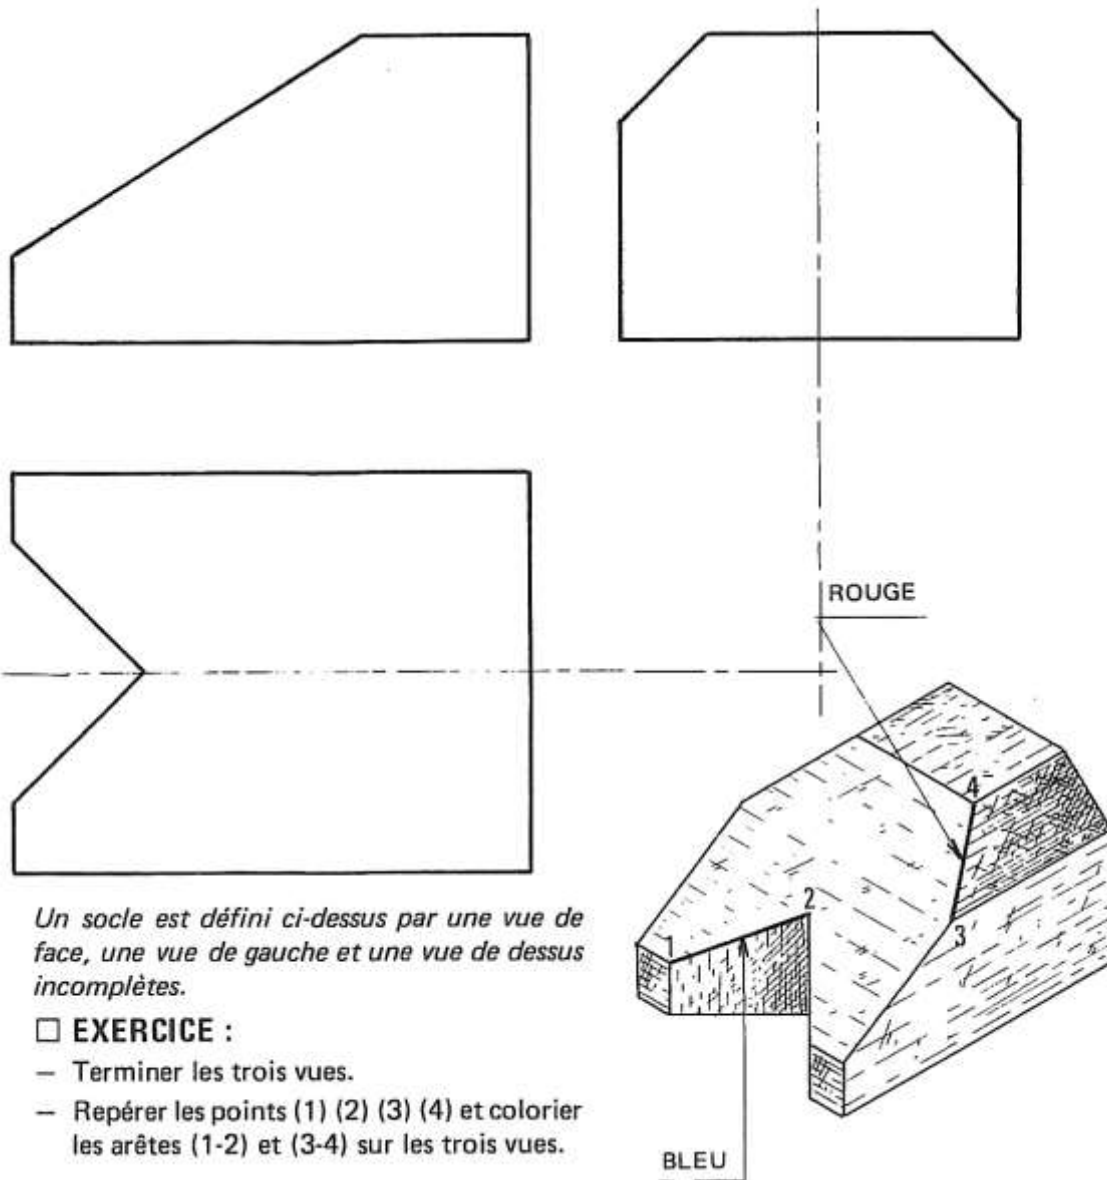 ROUGE
4
2
1
3
Un socle est défini ci-dessus par une vue de
face, une vue de gauche et une vue de dessus
incomplètes.
□ EXERCICE :
— Terminer les trois vues.
— Repérer les points (1) (2) (3) (4) et colorier
les arêtes (1-2) et (3-4) sur les trois vues.
BLEU